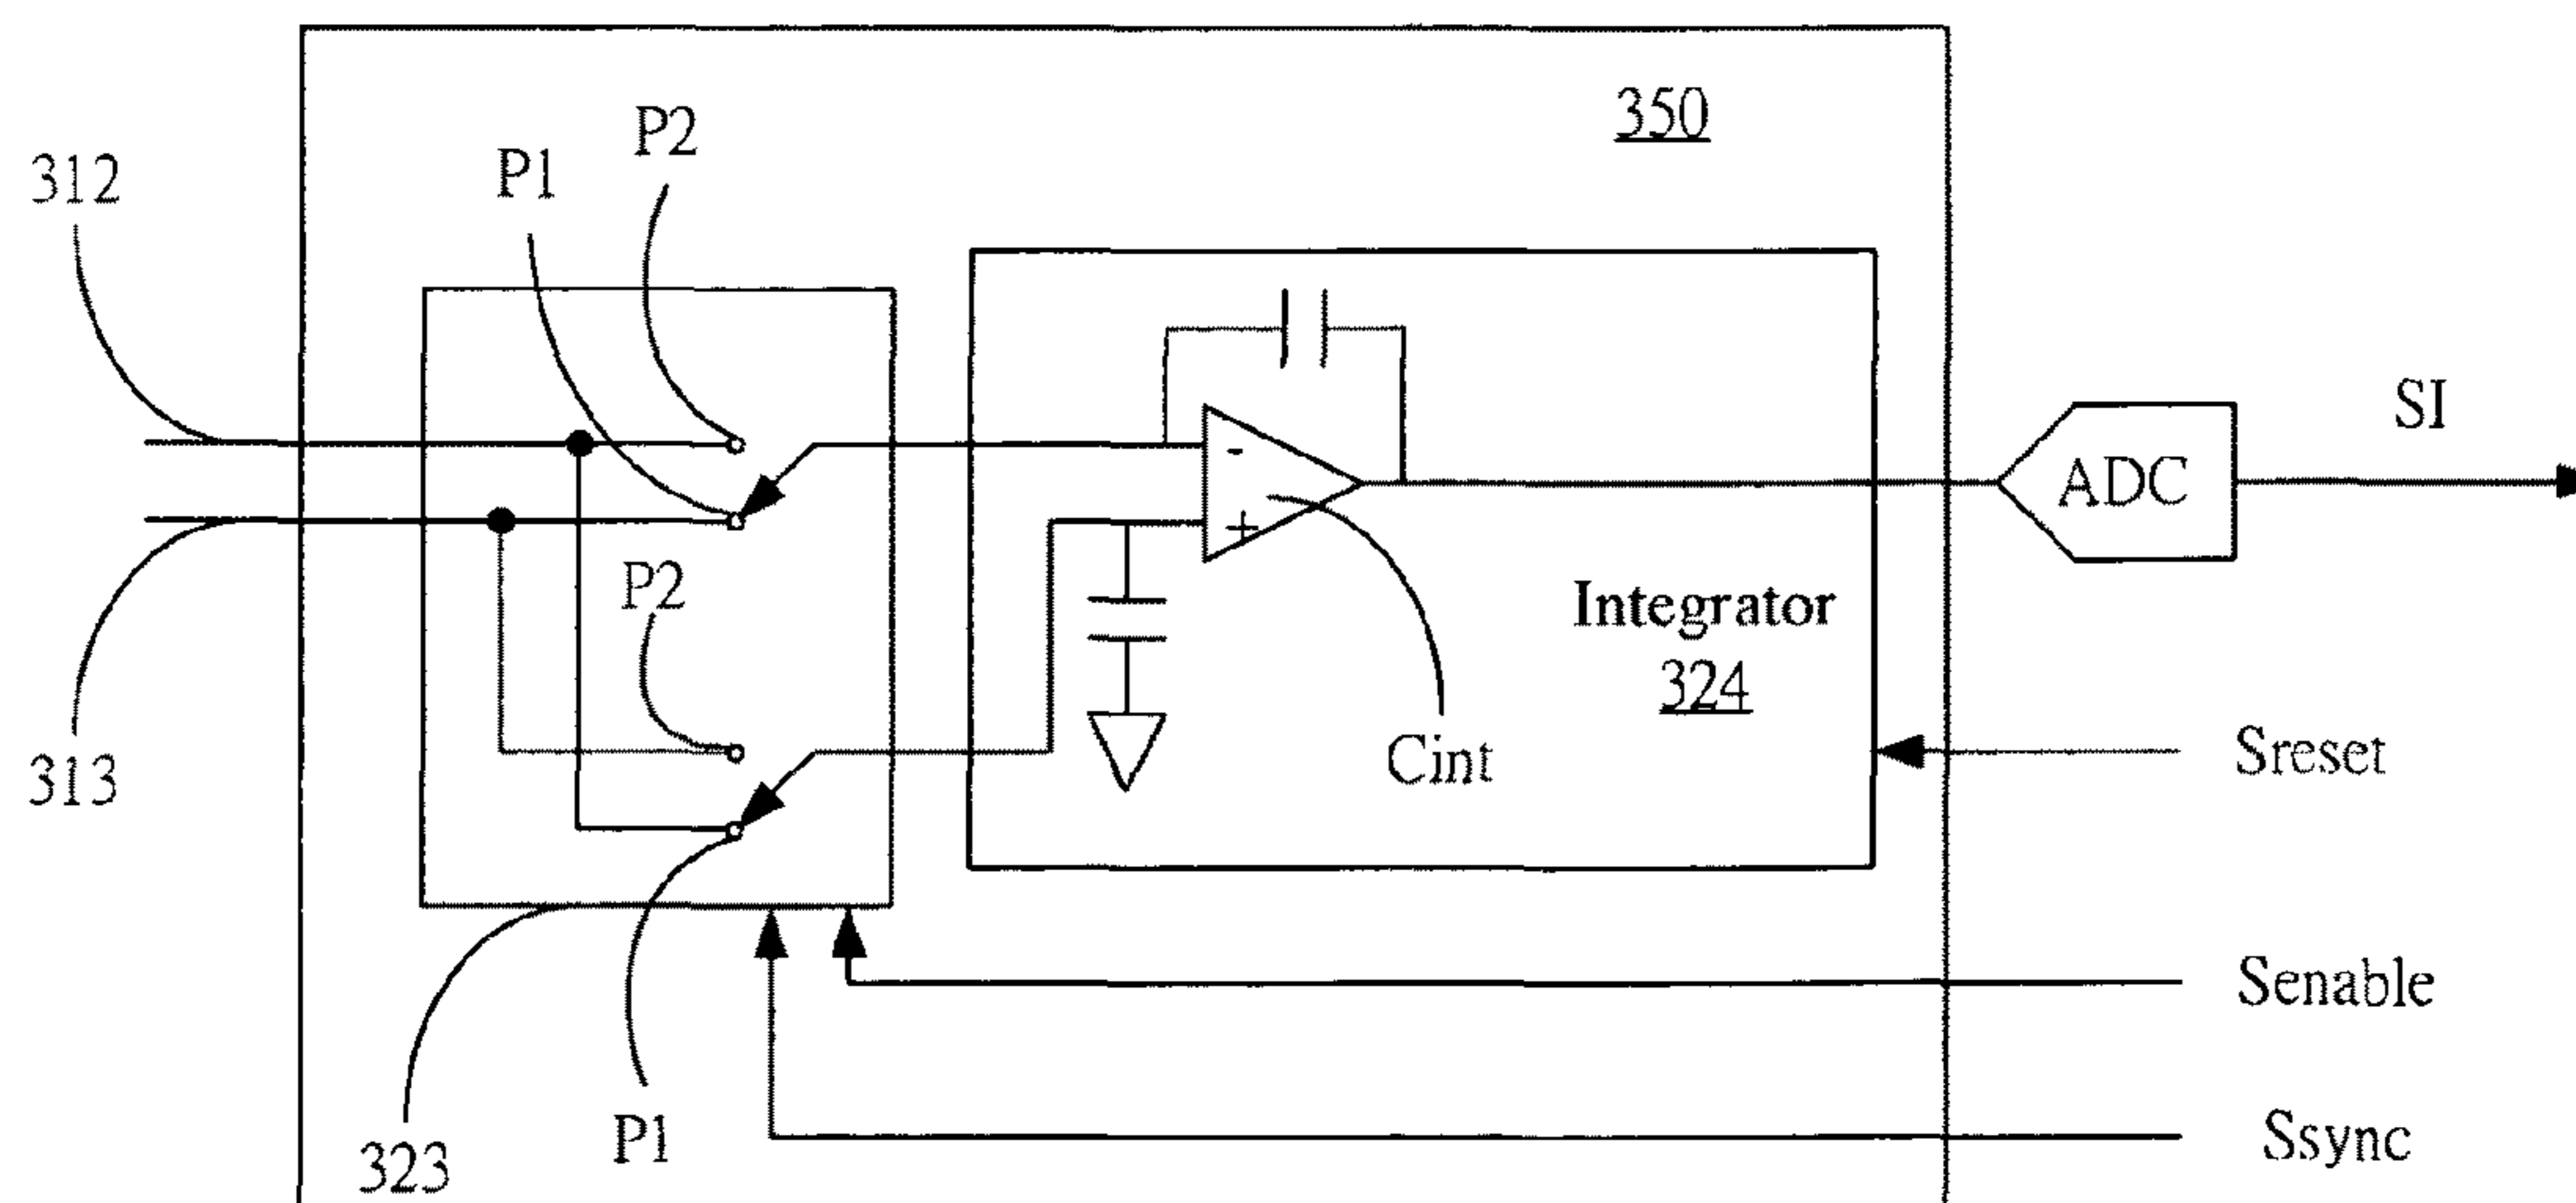 350
P2
P1
312
SI
-
ADC
+
P2
Integrator
324
313
Cint
Sreset
Senable
P1
323
Ssync